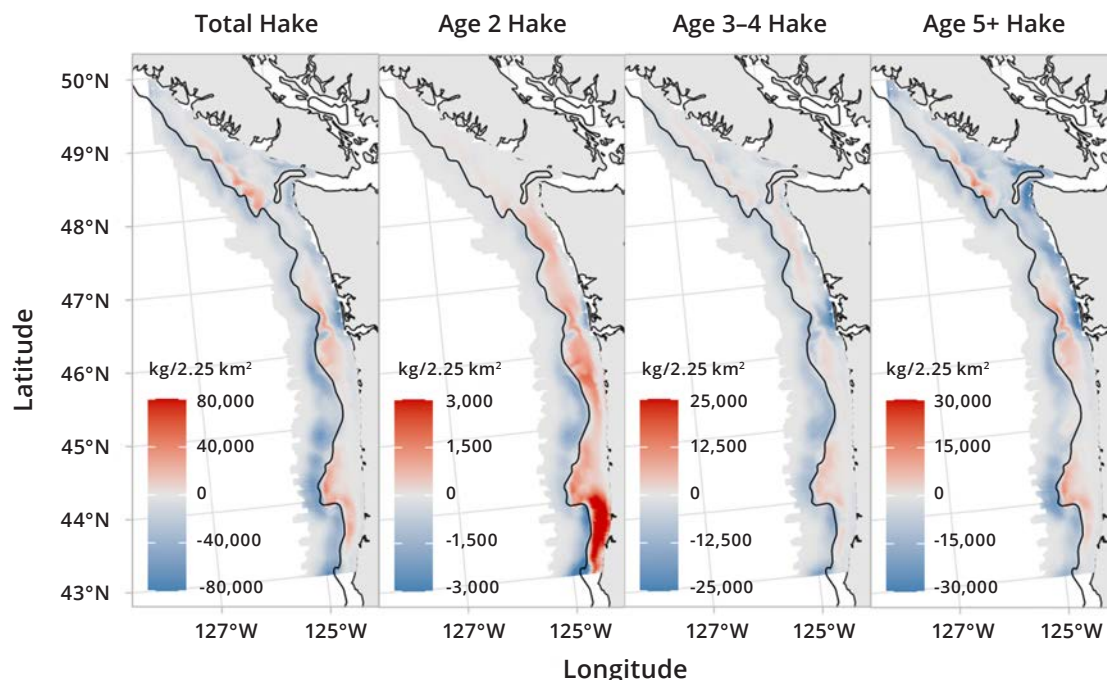 Total Hake
Age 2 Hake
Age 3–4 Hake
Age 5+ Hake
50°N
49°N
48°N
47°N
46°N
45°N
44°N
43°N
Latitude
kg/2.25 km²
80,000
40,000
0
-40,000
-80,000
kg/2.25 km²
3,000
1,500
0
-1,500
-3,000
kg/2.25 km²
25,000
12,500
0
-12,500
-25,000
kg/2.25 km²
30,000
15,000
0
-15,000
-30,000
127°W
125°W
127°W
125°W
127°W
125°W
127°W
125°W
Longitude